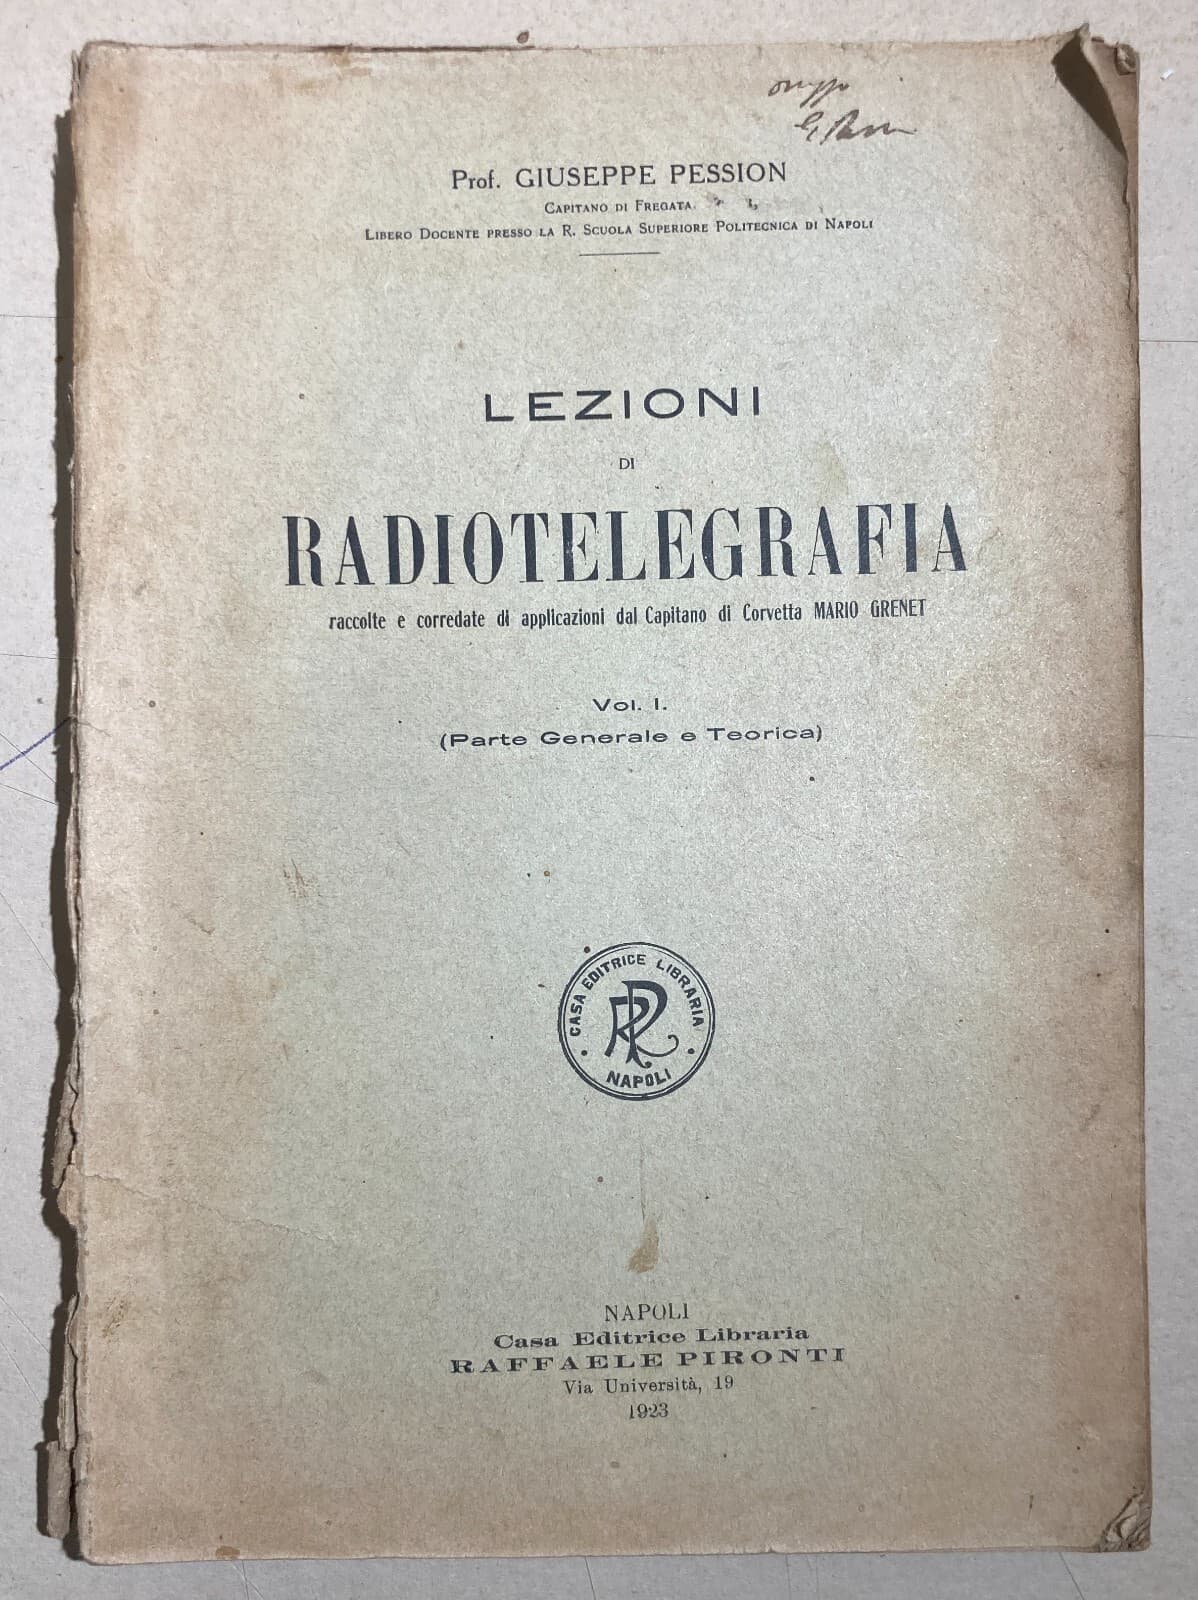 Prof. GIUSEPPE PESSION
CAPITANO DI FREGATA
LIBERO DOCENTE PRESSO LA R. SCUOLA SUPERIORE POLITECNICA DI NAPOLI
LEZIONI
DI
RADIOTELEGRAFIA
raccolte e corredate di applicazioni dal Capitano di Corvetta MARIO GRENET
Vol. I.
(Parte Generale e Teorica)
CASA EDITRICE LIBRARIA
RP
NAPOLI
NAPOLI
Casa Editrice Libraria
RAFFAELE PIRONTI
Via Università, 19
1923